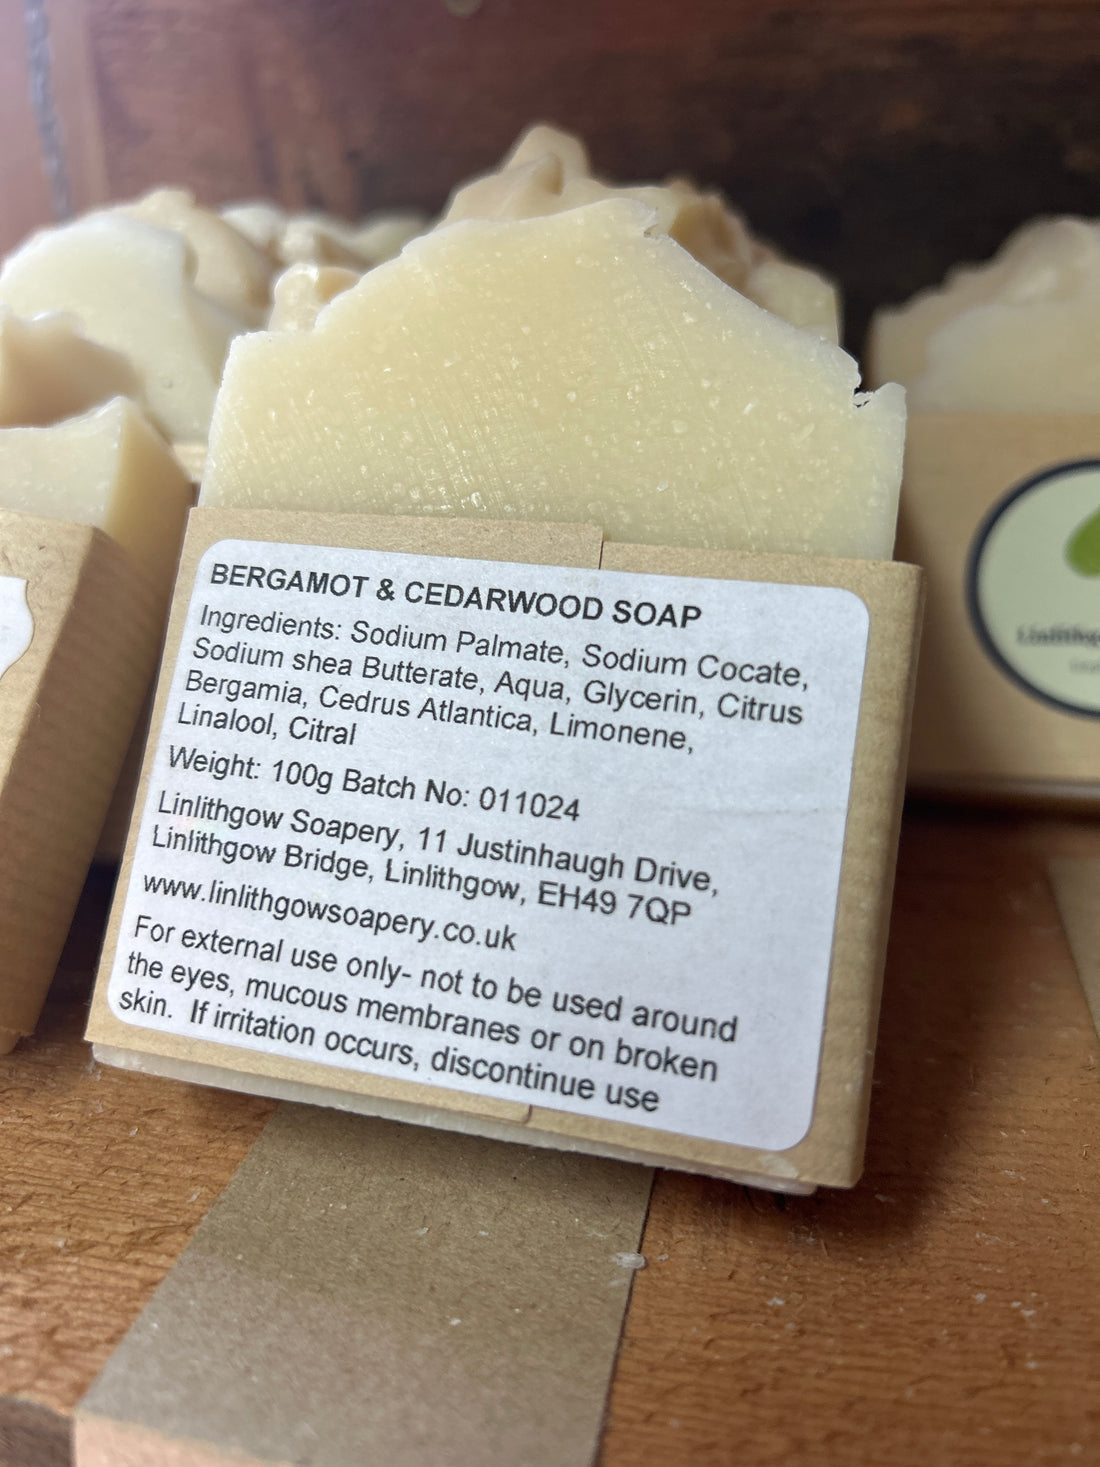 BERGAMOT & CEDARWOOD SOAP
Ingredients: Sodium Palmate, Sodium Cocate,
Sodium shea Butterate, Aqua, Glycerin, Citrus
Bergamia, Cedrus Atlantica, Limonene,
Linalool, Citral
Weight: 100g Batch No: 011024
Linlithgow Soapery, 11 Justinhaugh Drive,
Linlithgow Bridge, Linlithgow, EH49 7QP
www.linlithgowsoapery.co.uk
For external use only- not to be used around
the eyes, mucous membranes or on broken
skin. If irritation occurs, discontinue use